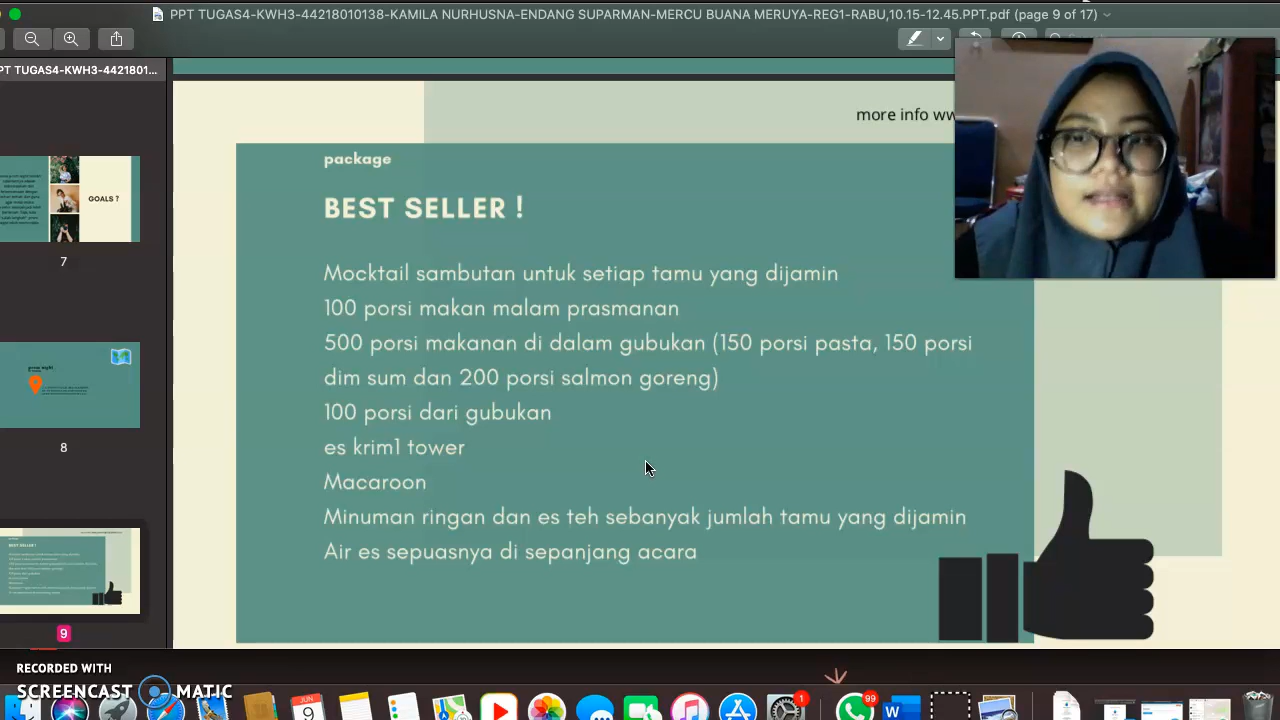 PPT TUGAS4-KWH3-44218010138-KAMILA NURHUSNA-ENDANG SUPARMAN-MERCU BUANA MERUYA-REG1-RABU,10.15-12.45.PPT.pdf (page 9 of 17)
PPT TUGAS4-KWH3-4421801...
more info
package
BEST SELLER !
Mocktail sambutan untuk setiap tamu yang dijamin
100 porsi makan malam prasmanan
500 porsi makanan di dalam gubukan (150 porsi pasta, 150 porsi
dim sum dan 200 porsi salmon goreng)
100 porsi dari gubukan
es krim1 tower
Macaroon
Minuman ringan dan es teh sebanyak jumlah tamu yang dijamin
Air es sepuasnya di sepanjang acara
GOALS ?
7
8
9
RECORDED WITH
SCREENCAST MATIC
JUN
9
1
99
W